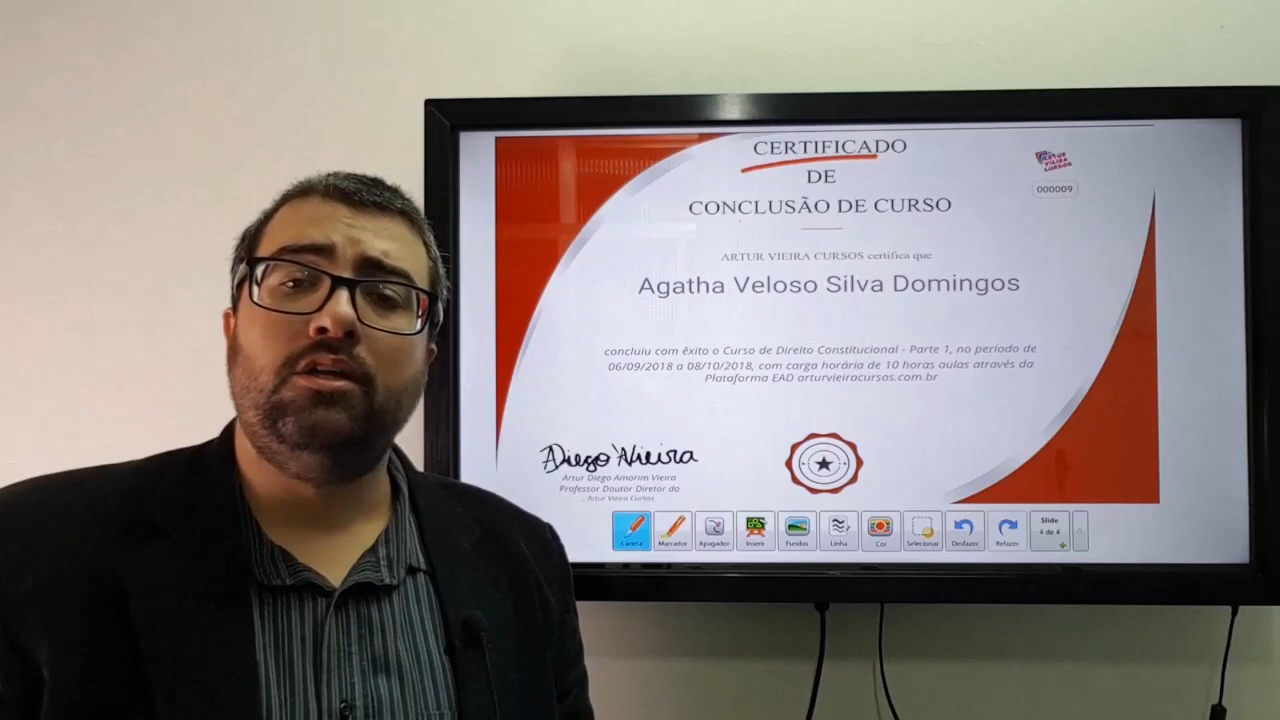 CERTIFICADO
DE
CONCLUSÃO DE CURSO
ARTUR VIEIRA CURSOS
000009
ARTUR VIEIRA CURSOS certifica que
Agatha Veloso Silva Domingos
concluiu com êxito o Curso de Direito Constitucional - Parte 1, no período de
06/09/2018 a 08/10/2018, com carga horária de 10 horas aulas através da
Plataforma EAD arturvieiracursos.com.br
Diego Vieira
Artur Diego Amorim Vieira
Professor Doutor Diretor do
Artur Vieira Cursos
Caneta Marcador Apagador Inserir Fundos Linha Cor Selecionar Desfazer Refazer
Slide
4 de 4